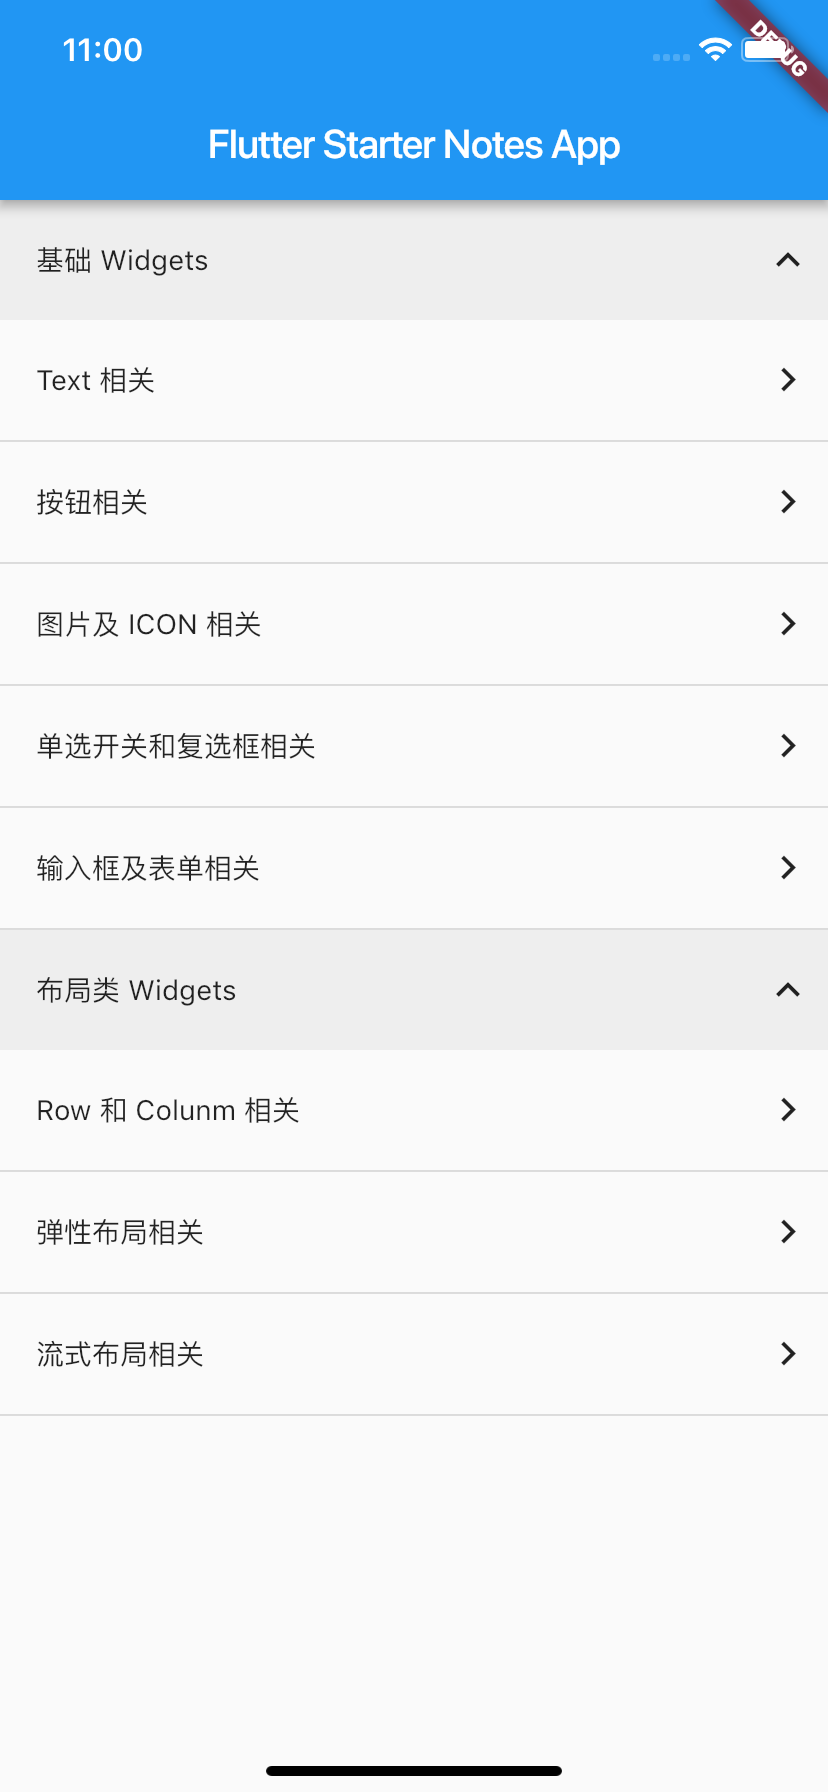 11:00
DEBUG
Flutter Starter Notes App
基础 Widgets
Text 相关
按钮相关
图片及 ICON 相关
单选开关和复选框相关
输入框及表单相关
布局类 Widgets
Row 和 Colunm 相关
弹性布局相关
流式布局相关